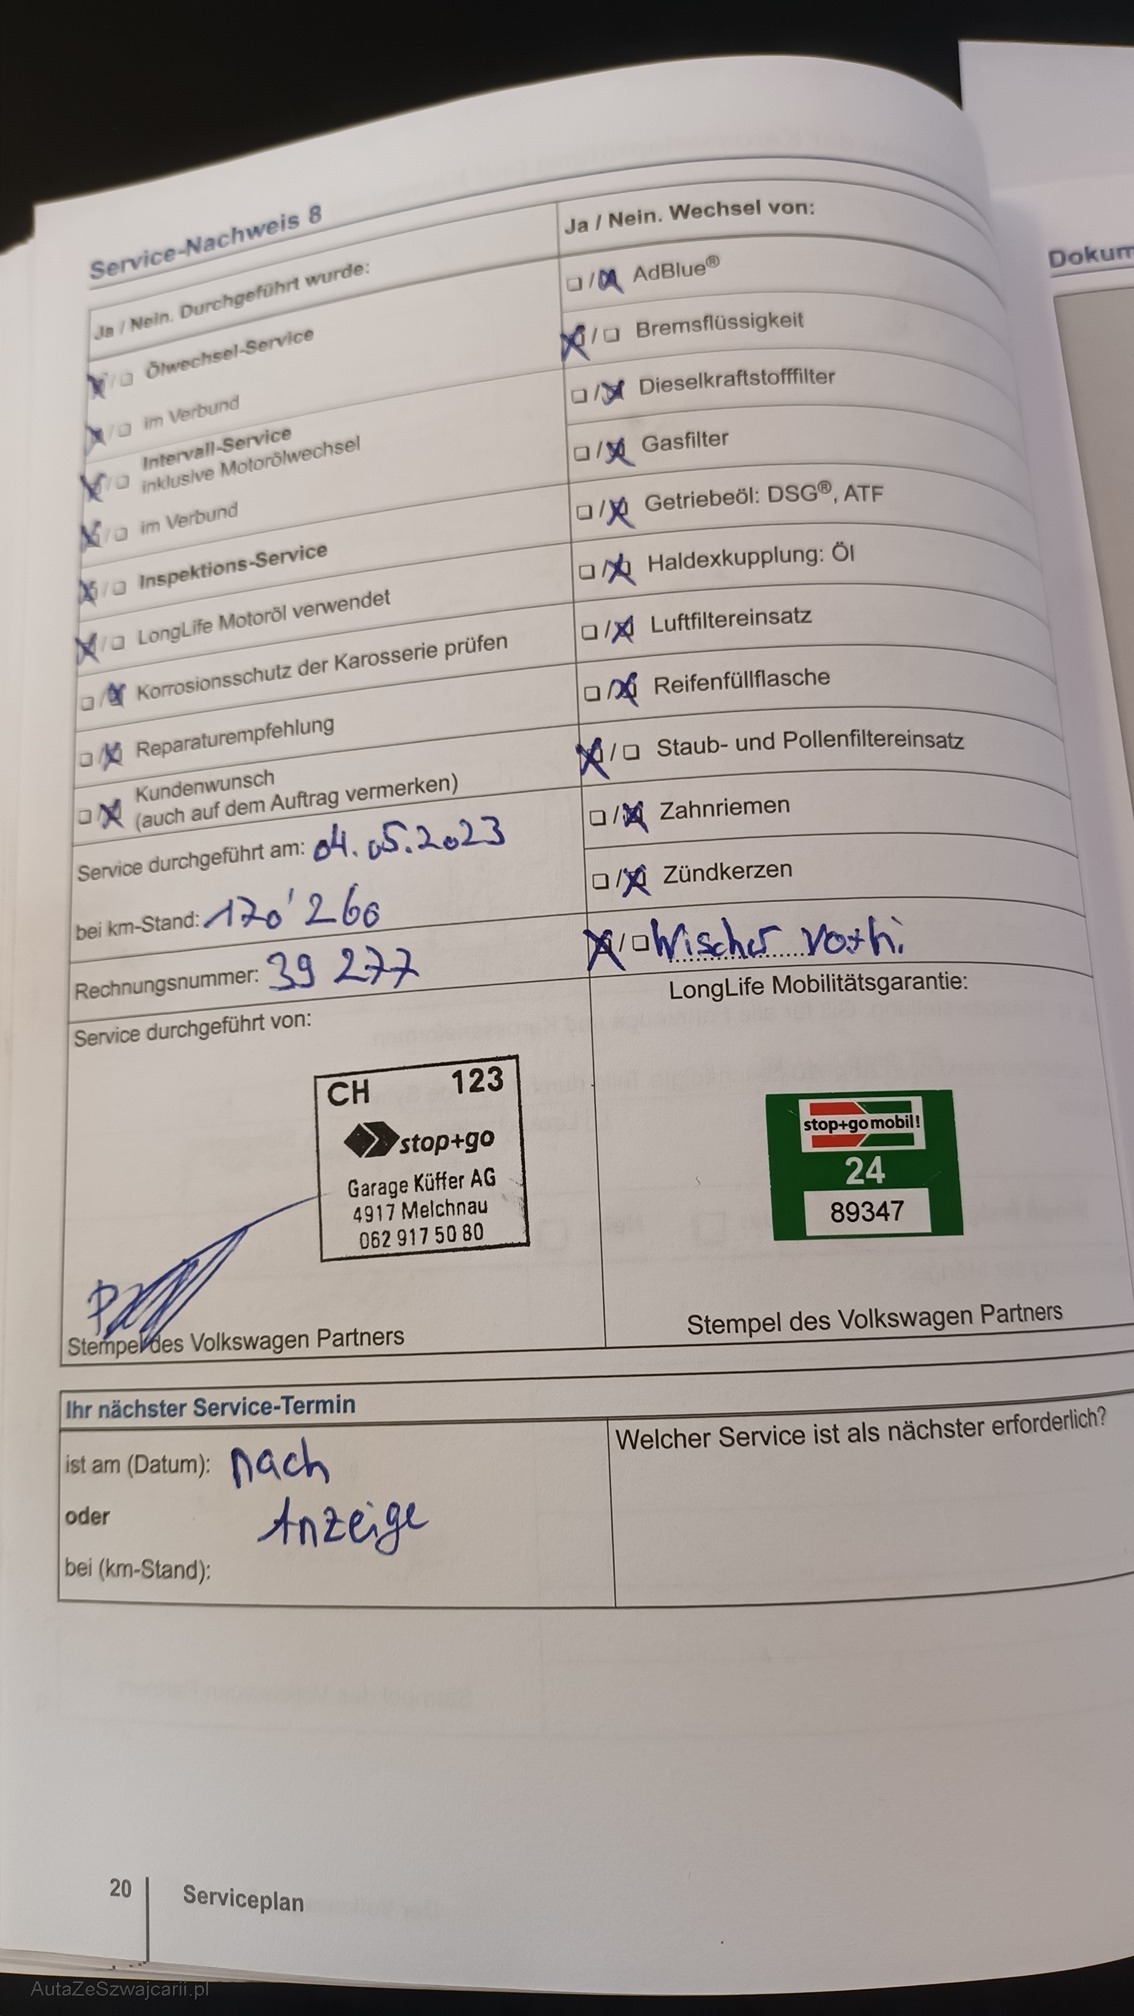 Service-Nachweis 8
Ja / Nein. Durchgeführt wurde:
Ölwechsel-Service
im Verbund
Intervall-Service
inklusive Motorölwechsel
im Verbund
Inspektions-Service
LongLife Motoröl verwendet
Korrosionsschutz der Karosserie prüfen
Reparaturempfehlung
Kundenwunsch
(auch auf dem Auftrag vermerken)
Service durchgeführt am: 04.05.2023
bei km-Stand: 170'260
Rechnungsnummer: 39 277
Service durchgeführt von:
CH 123
stop+go
Garage Küffer AG
4917 Melchnau
062 917 50 80
Stempel des Volkswagen Partners
Ja / Nein. Wechsel von:
AdBlue®
Bremsflüssigkeit
Dieselkraftstofffilter
Gasfilter
Getriebeöl: DSG®, ATF
Haldexkupplung: Öl
Luftfiltereinsatz
Reifenfüllflasche
Staub- und Pollenfiltereinsatz
Zahnriemen
Zündkerzen
Wischer
LongLife Mobilitätsgarantie:
stop+go mobil!
24
89347
Stempel des Volkswagen Partners
Ihr nächster Service-Termin
ist am (Datum): nach
oder Anzeige
bei (km-Stand):
Welcher Service ist als nächster erforderlich?
20 Serviceplan
Dokum
AutaZeSzwajcarii.pl